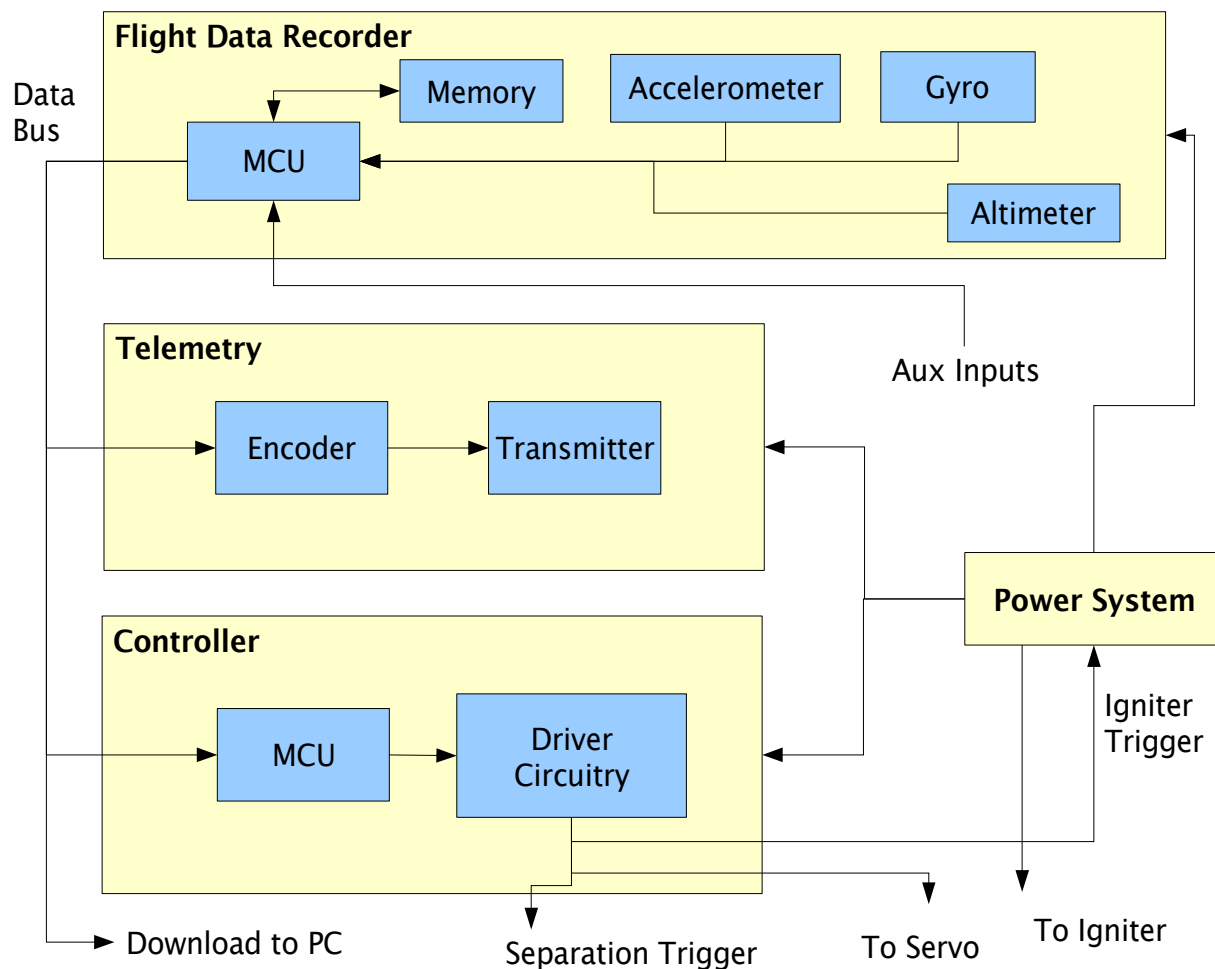 Flight Data Recorder
Data
Bus
Memory
Accelerometer
Gyro
MCU
Altimeter
Telemetry
Aux Inputs
Encoder
Transmitter
Power System
Controller
MCU
Driver
Circuitry
Igniter
Trigger
Download to PC
Separation Trigger
To Servo
To Igniter